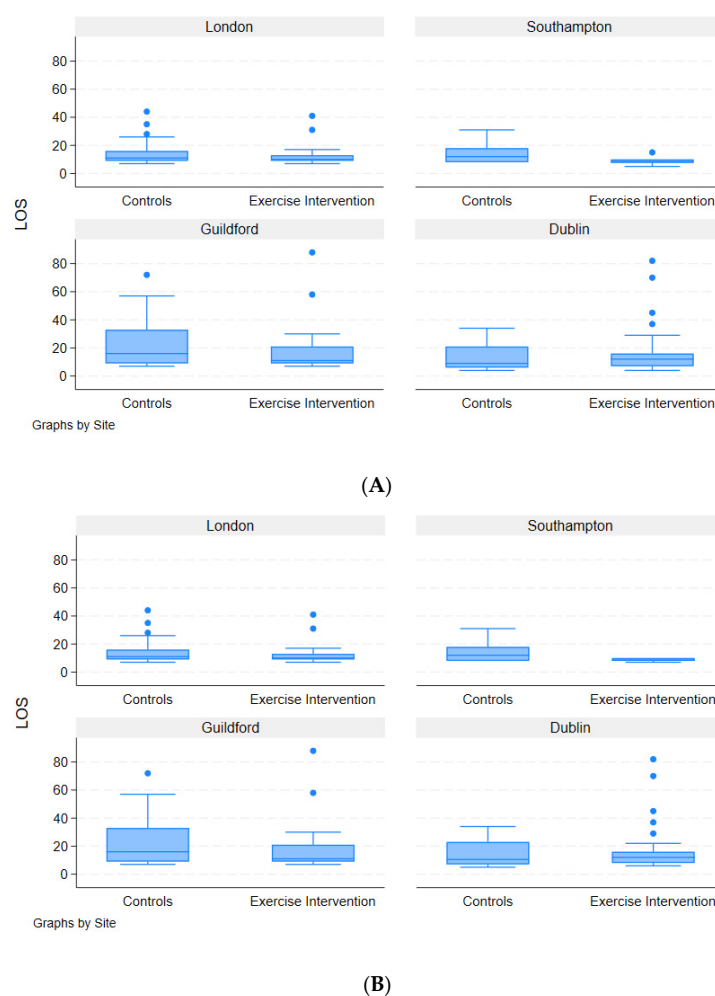 London Southampton
80
60
40
20
0
Controls Exercise Intervention Controls Exercise Intervention
LOS
Guildford Dublin
80
60
40
20
0
Controls Exercise Intervention Controls Exercise Intervention
Graphs by Site
(A)
London Southampton
80
60
40
20
0
Controls Exercise Intervention Controls Exercise Intervention
LOS
Guildford Dublin
80
60
40
20
0
Controls Exercise Intervention Controls Exercise Intervention
Graphs by Site
(B)